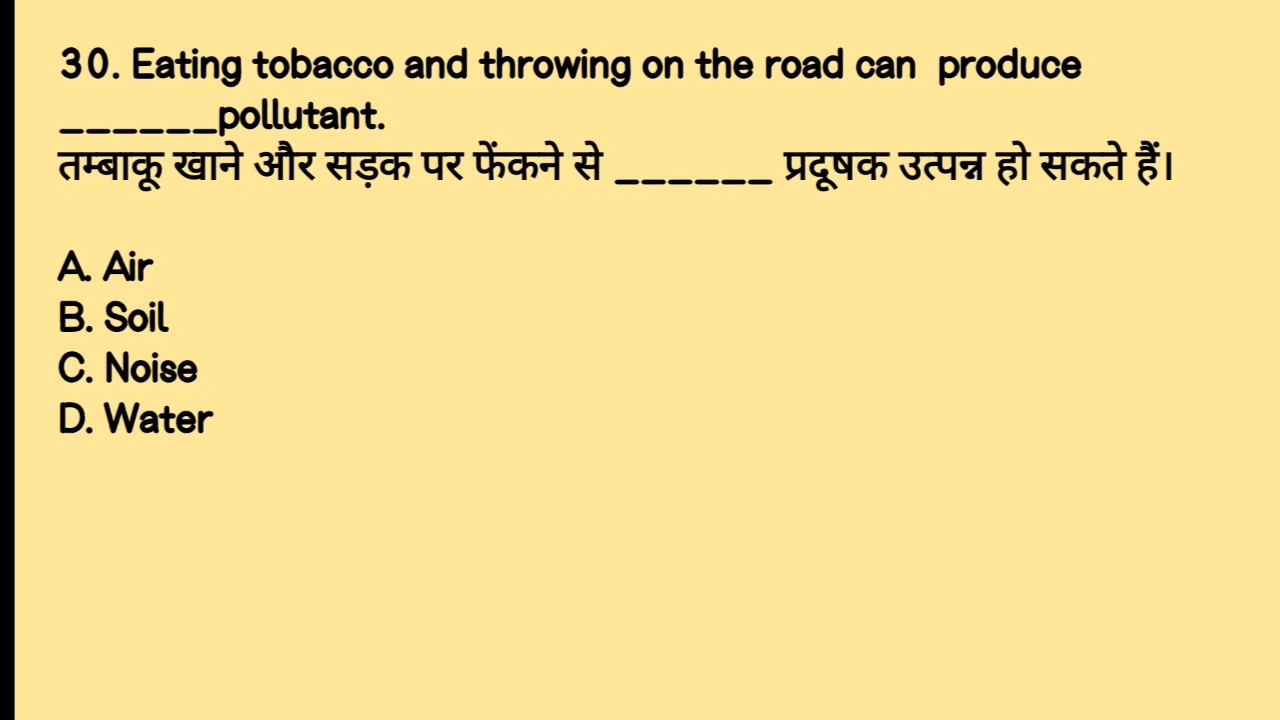 30. Eating tobacco and throwing on the road can  produce
______pollutant.
तम्बाकू खाने और सड़क पर फेंकने से ______ प्रदूषक उत्पन्न हो सकते हैं।
A. Air
B. Soil
C. Noise
D. Water